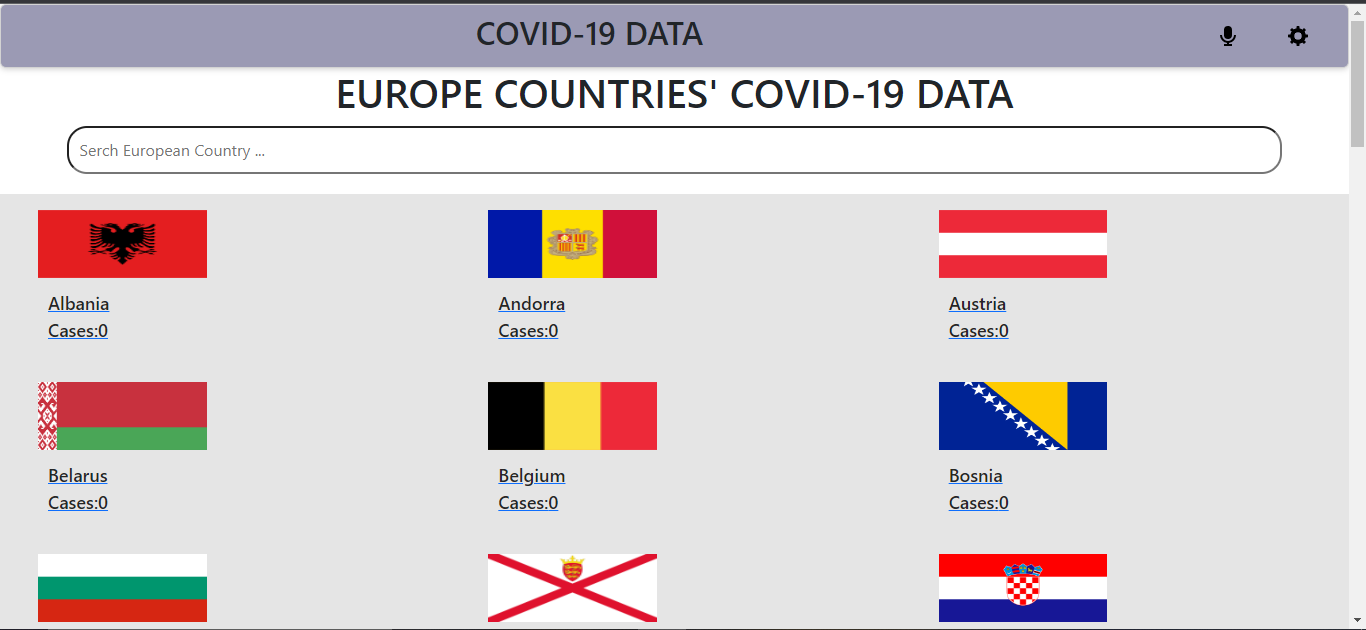 COVID-19 DATA
EUROPE COUNTRIES' COVID-19 DATA
Serch European Country ...
Albania
Cases:0
Andorra
Cases:0
Austria
Cases:0
Belarus
Cases:0
Belgium
Cases:0
Bosnia
Cases:0